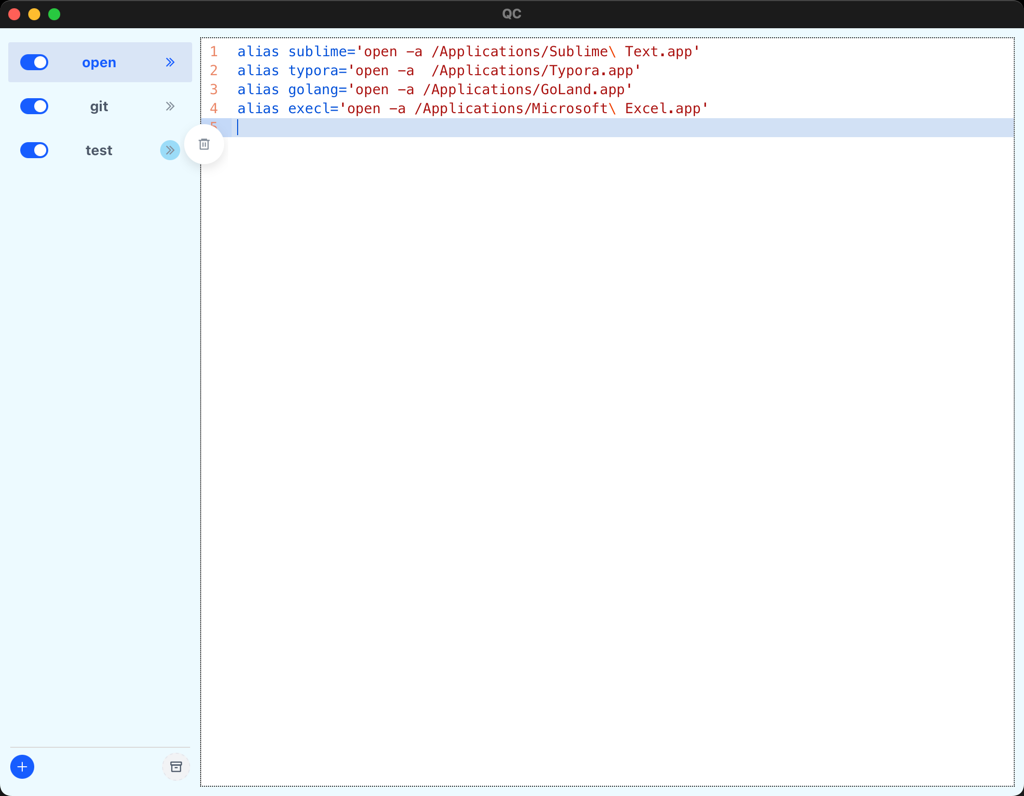 QC
open
git
test
1 alias sublime='open -a /Applications/Sublime\ Text.app'
2 alias typora='open -a  /Applications/Typora.app'
3 alias golang='open -a /Applications/GoLand.app'
4 alias execl='open -a /Applications/Microsoft\ Excel.app'
5